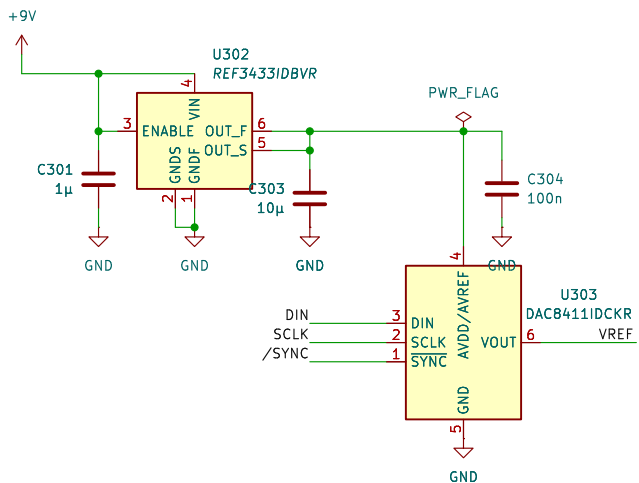 +9V
U302
REF3433IDBVR
4
VIN
PWR_FLAG
3 ENABLE OUT_F 6
OUT_S 5
GNDS
GNDF
2
1
C301
1µ
C303
10µ
C304
100n
GND
GND
GND
GND
4
U303
DAC8411IDCKR
AVDD/AVREF
DIN 3 DIN
SCLK 2 SCLK VOUT 6 VREF
/SYNC 1 SYNC
GND
5
GND